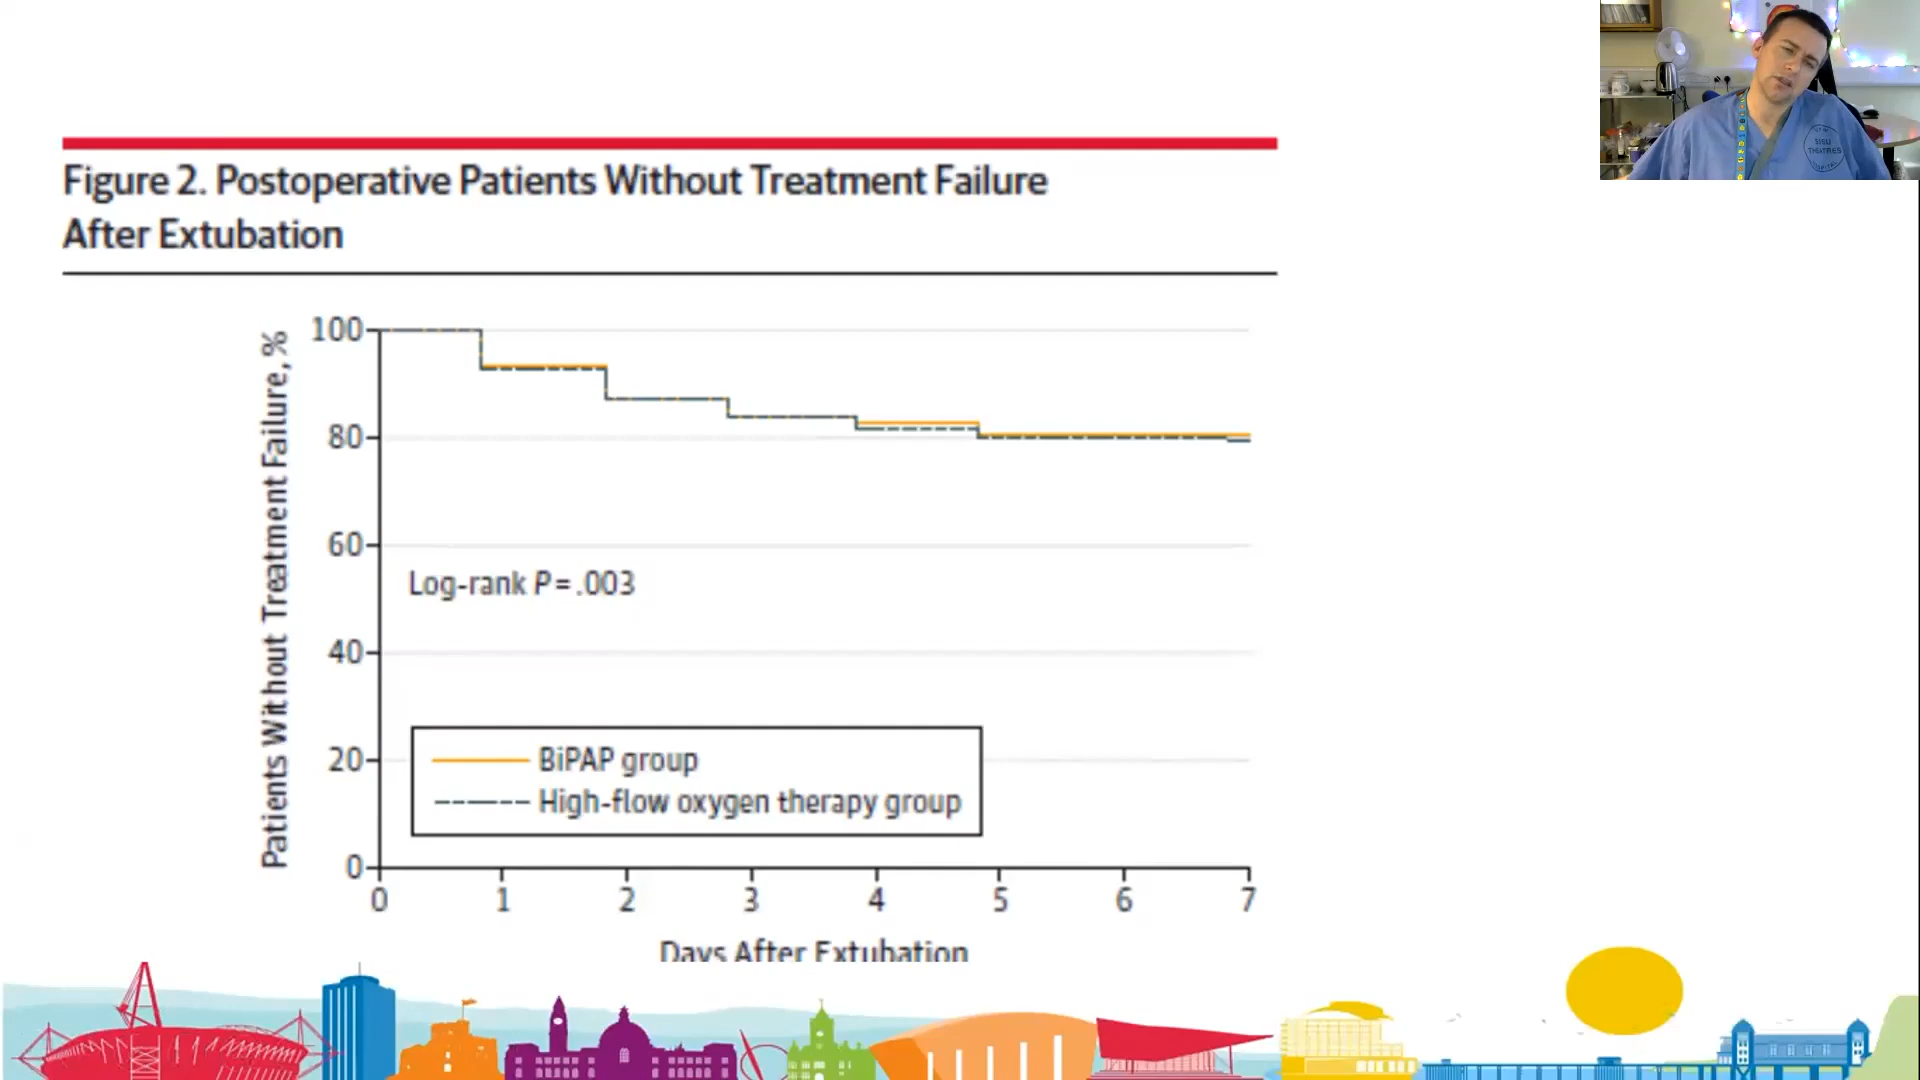 Figure 2. Postoperative Patients Without Treatment Failure
After Extubation
Patients Without Treatment Failure, %
100
80
60
40
20
0
Log-rank P = .003
BiPAP group
High-flow oxygen therapy group
0 1 2 3 4 5 6 7
Days After Extubation
THEATRES
HOSPITAL